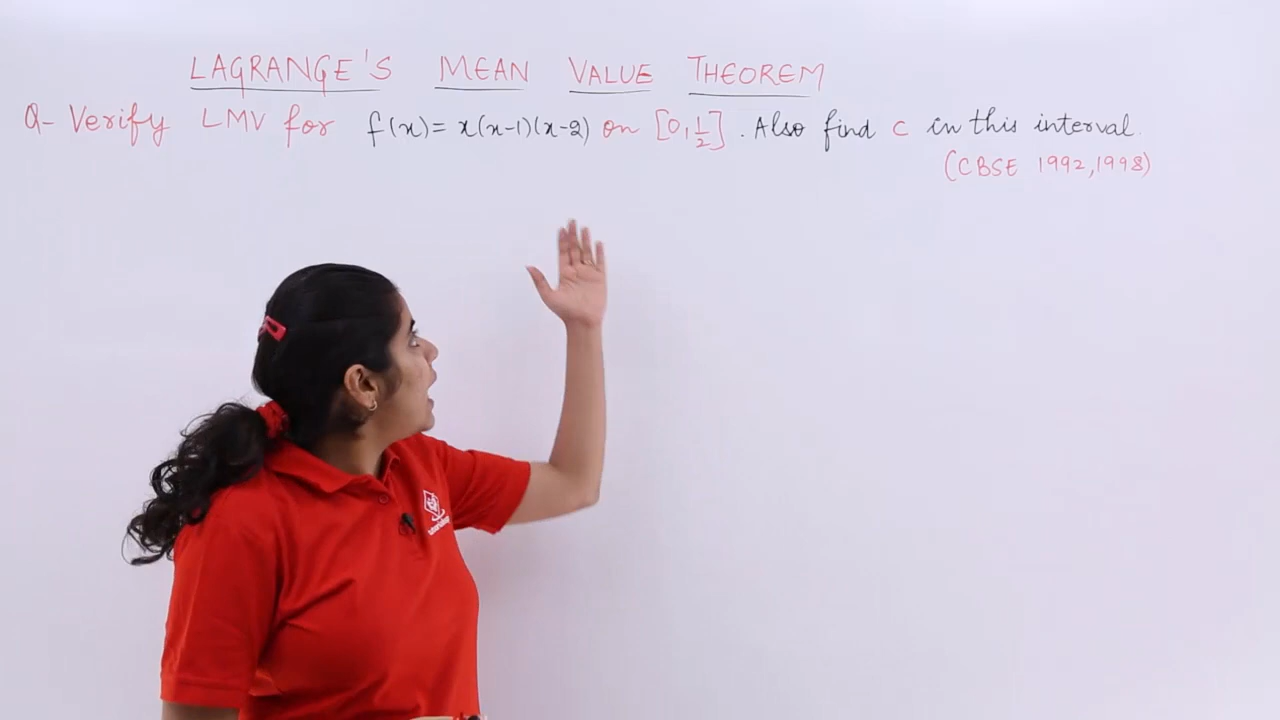 LAGRANGE'S MEAN VALUE THEOREM
Q- Verify LMV for f(x)= x(x-1)(x-2) on [0,1/2]. Also find c in this interval.
(CBSE 1992,1998)